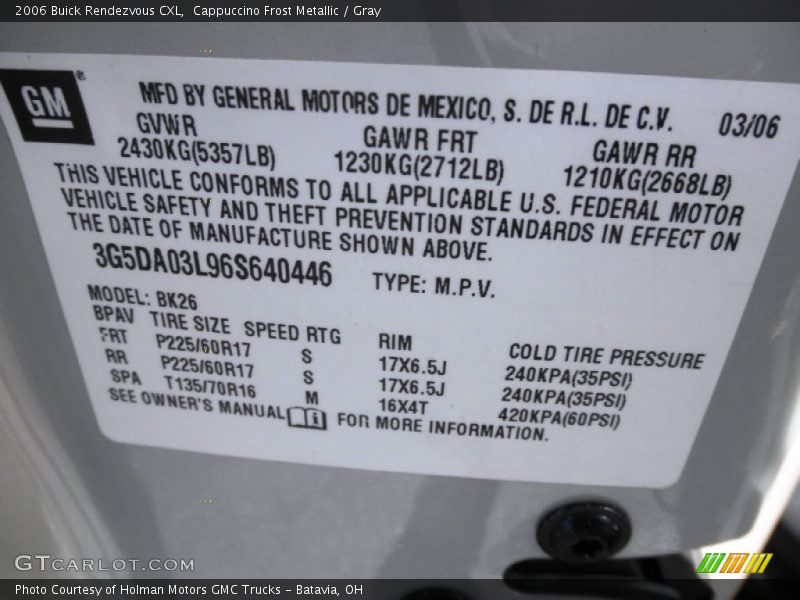 2006 Buick Rendezvous CXL,  Cappuccino Frost Metallic / Gray
GM®
MFD BY GENERAL MOTORS DE MEXICO, S. DE R.L. DE C.V. 03/06
GVWR GAWR FRT GAWR RR
2430KG(5357LB) 1230KG(2712LB) 1210KG(2668LB)
THIS VEHICLE CONFORMS TO ALL APPLICABLE U.S. FEDERAL MOTOR
VEHICLE SAFETY AND THEFT PREVENTION STANDARDS IN EFFECT ON
THE DATE OF MANUFACTURE SHOWN ABOVE.
3G5DA03L96S640446 TYPE: M.P.V.
MODEL: BK26
BPAV TIRE SIZE SPEED RTG RIM COLD TIRE PRESSURE
FRT P225/60R17 S 17X6.5J 240KPA(35PSI)
RR P225/60R17 S 17X6.5J 240KPA(35PSI)
SPA T135/70R16 M 16X4T 420KPA(60PSI)
SEE OWNER'S MANUAL i FOR MORE INFORMATION.
GTCARLOT.COM
Photo Courtesy of Holman Motors GMC Trucks - Batavia, OH